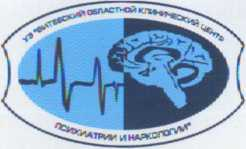 УЗ "ВИТЕБСКИЙ ОБЛАСТНОЙ КЛИНИЧЕСКИЙ ЦЕНТР
ПСИХИАТРИИ И НАРКОЛОГИИ"